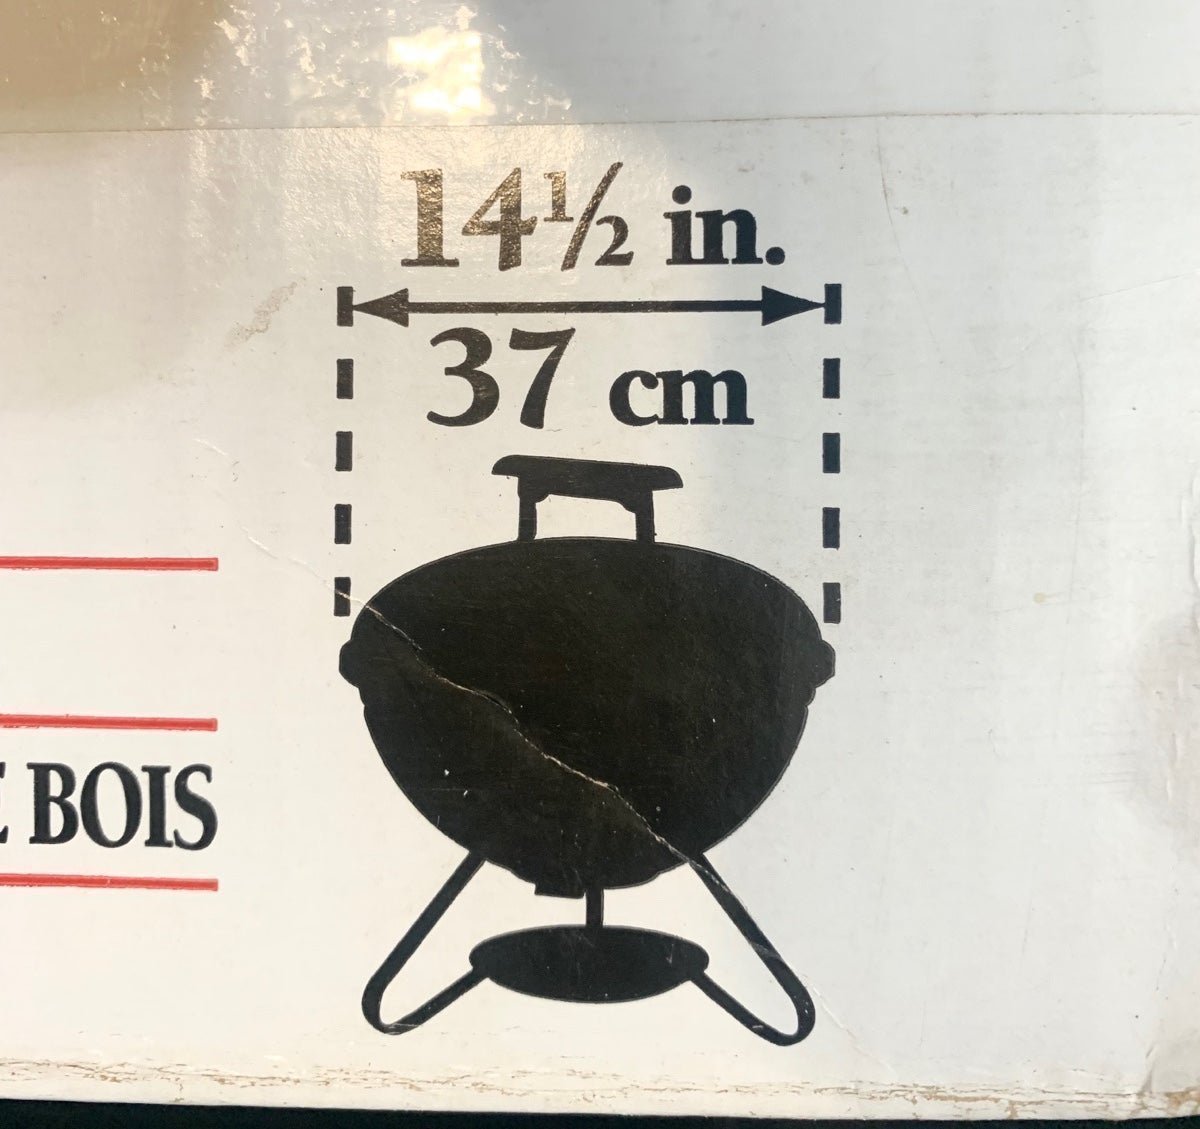 14½ in.
37 cm
BOIS